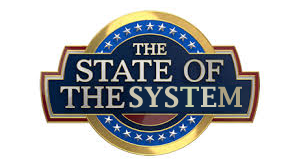 THE
STATE OF
THE SYSTEM